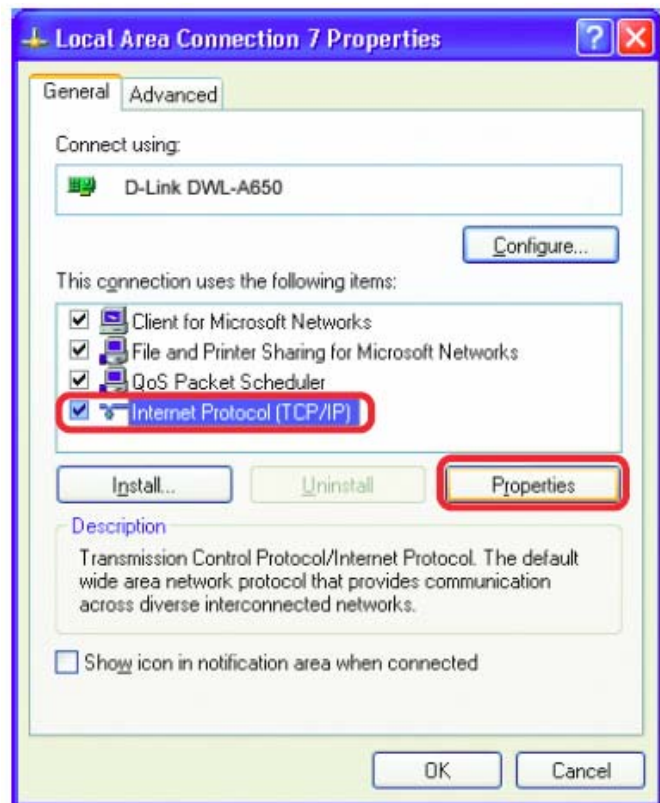 Local Area Connection 7 Properties
General Advanced
Connect using:
D-Link DWL-A650
Configure...
This connection uses the following items:
Client for Microsoft Networks
File and Printer Sharing for Microsoft Networks
QoS Packet Scheduler
Internet Protocol (TCP/IP)
Install... Uninstall Properties
Description
Transmission Control Protocol/Internet Protocol. The default
wide area network protocol that provides communication
across diverse interconnected networks.
Show icon in notification area when connected
OK Cancel